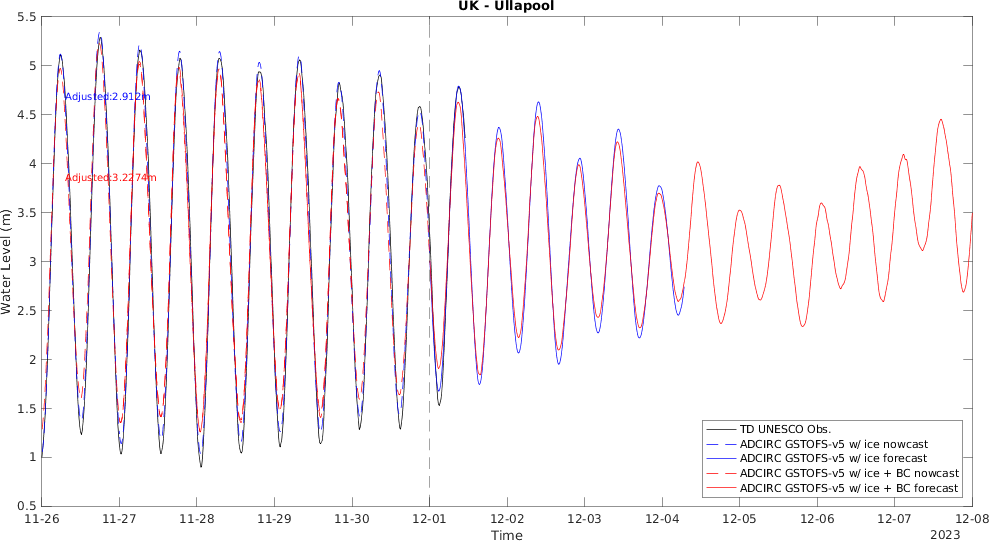 UK - Ullapool
5.5
5
4.5
4
3.5
3
2.5
2
1.5
1
0.5
Water Level (m)
Adjusted:2.912m
Adjusted:3.2274m
TD UNESCO Obs.
ADCIRC GSTOFS-v5 w/ ice nowcast
ADCIRC GSTOFS-v5 w/ ice forecast
ADCIRC GSTOFS-v5 w/ ice + BC nowcast
ADCIRC GSTOFS-v5 w/ ice + BC forecast
11-26 11-27 11-28 11-29 11-30 12-01 12-02 12-03 12-04 12-05 12-06 12-07 12-08
Time
2023